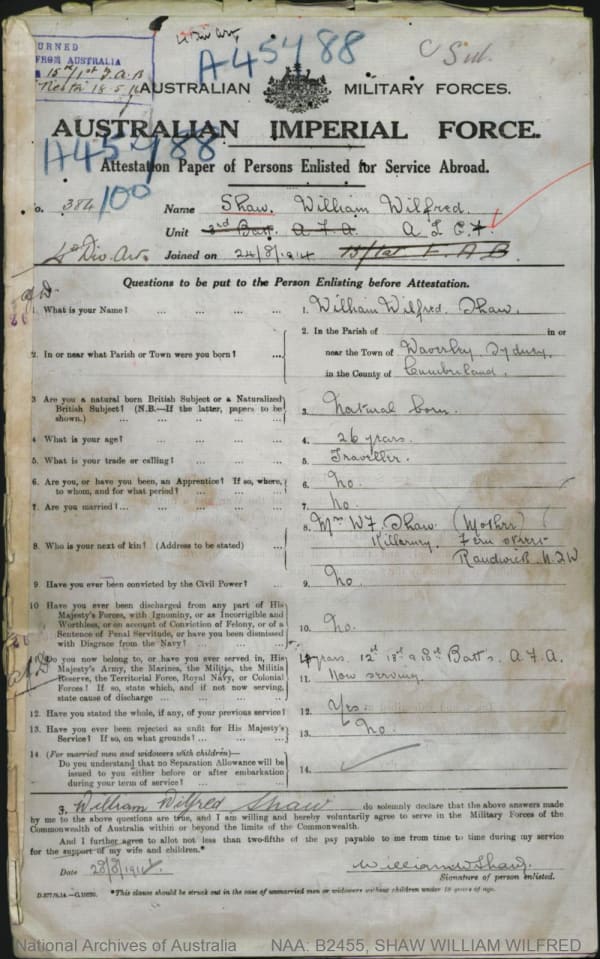 TURNED
FROM AUSTRALIA
15th/1st F.A.B
18.5.16
A45488
AUSTRALIAN MILITARY FORCES.
AUSTRALIAN IMPERIAL FORCE.
A45488
Attestation Paper of Persons Enlisted for Service Abroad.
No. 384 Name Shaw, William Wilfred.
100
Unit 3rd Batt. A.F.A.
4th Div. Art. Joined on 24/8/1914 F.A.B
Questions to be put to the Person Enlisting before Attestation.
1. What is your Name? ... ... ... ... 1. William Wilfred Shaw.
2. In or near what Parish or Town were you born? ... 2. In the Parish of in or
near the Town of Waverley Sydney,
in the County of Cumberland.
3 Are you a natural born British Subject or a Naturalized British Subject? (N.B.—If the latter, papers to be shown.) ... ... ... 3. Natural born.
4. What is your age? ... ... ... ... 4. 26 years.
5. What is your trade or calling? ... ... ... 5. Traveller.
6. Are you, or have you been, an Apprentice? If so, where, to whom, and for what period? ... ... ... 6. No.
7. Are you married? ... ... ... ... 7. No.
8. Who is your next of kin? (Address to be stated) ... 8. Mrs W.F. Shaw (Mother)
Killarney, Fern street
Randwick N.S.W
9 Have you ever been convicted by the Civil Power? ... 9. No.
10 Have you ever been discharged from any part of His Majesty's Forces, with Ignominy, or as Incorrigible and Worthless, or on account of Conviction of Felony, or of a Sentence of Penal Servitude, or have you been dismissed with Disgrace from the Navy? ... ... ... 10. No.
Do you now belong to, or have you ever served in, His Majesty's Army, the Marines, the Militia, the Militia Reserve, the Territorial Force, Royal Navy, or Colonial Forces? If so, state which, and if not now serving, state cause of discharge ... ... ... 11. years. 12th 18th Batt's. A.F.A.
Now serving.
12. Have you stated the whole, if any, of your previous service? 12. Yes.
13. Have you ever been rejected as unfit for His Majesty's Service? If so, on what grounds? ... ... 13. No.
14. (For married men and widowers with children)—
Do you understand that no Separation Allowance will be issued to you either before or after embarkation during your term of service? ... ... 14.
I, William Wilfred Shaw do solemnly declare that the above answers made
by me to the above questions are true, and I am willing and hereby voluntarily agree to serve in the Military Forces of the
Commonwealth of Australia within or beyond the limits of the Commonwealth.
And I further agree to allot not less than two-fifths of the pay payable to me from time to time during my service
for the support of my wife and children.*
Date 28/8/1914. William W Shaw.
Signature of person enlisted.
*This clause should be struck out in the case of unmarried men or widowers without children under 18 years of age.
National Archives of Australia NAA: B2455, SHAW WILLIAM WILFRED